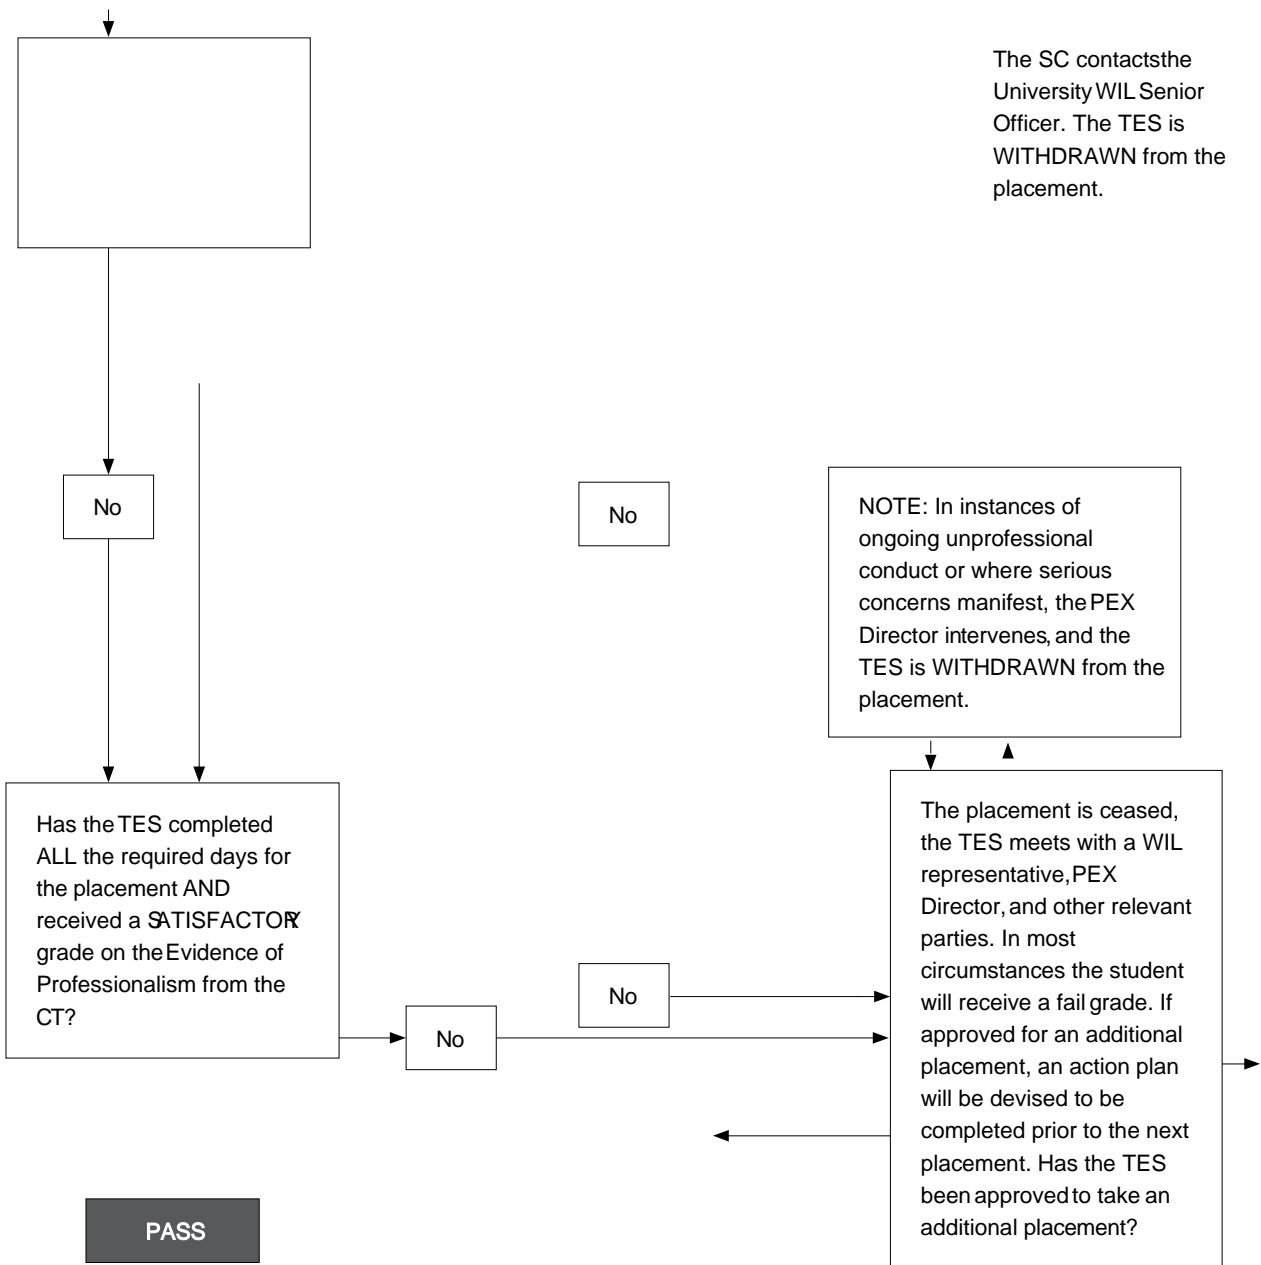 The SC contactsthe
University WIL Senior
Officer. The TES is
WITHDRAWN from the
placement.
No
No
NOTE: In instances of
ongoing unprofessional
conduct or where serious
concerns manifest, the PEX
Director intervenes, and the
TES is WITHDRAWN from the
placement.
Has the TES completed
ALL the required days for
the placement AND
received a SATISFACTORY
grade on the Evidence of
Professionalism from the
CT?
No
No
The placement is ceased,
the TES meets with a WIL
representative, PEX
Director, and other relevant
parties. In most
circumstances the student
will receive a fail grade. If
approved for an additional
placement, an action plan
will be devised to be
completed prior to the next
placement. Has the TES
been approved to take an
additional placement?
PASS